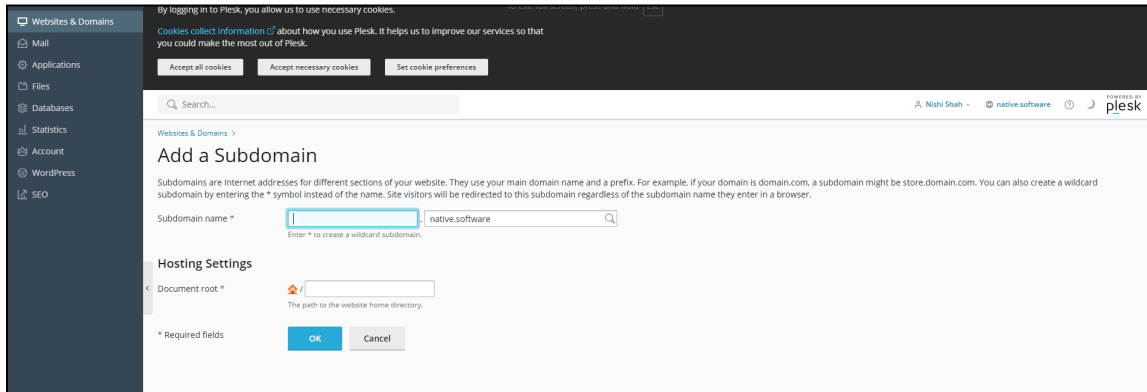 Websites & Domains
Mail
Applications
Files
Databases
Statistics
Account
WordPress
SEO
To exit full screen, press and hold Esc
By logging in to Plesk, you allow us to use necessary cookies.
Cookies collect information about how you use Plesk. It helps us to improve our services so that
you could make the most out of Plesk.
Accept all cookies
Accept necessary cookies
Set cookie preferences
Search...
Nishi Shah
native.software
POWERED BY
plesk
Websites & Domains >
Add a Subdomain
Subdomains are Internet addresses for different sections of your website. They use your main domain name and a prefix. For example, if your domain is domain.com, a subdomain might be store.domain.com. You can also create a wildcard
subdomain by entering the * symbol instead of the name. Site visitors will be redirected to this subdomain regardless of the subdomain name they enter in a browser.
Subdomain name *
. native.software
Enter * to create a wildcard subdomain.
Hosting Settings
Document root *
/
The path to the website home directory.
* Required fields
OK
Cancel